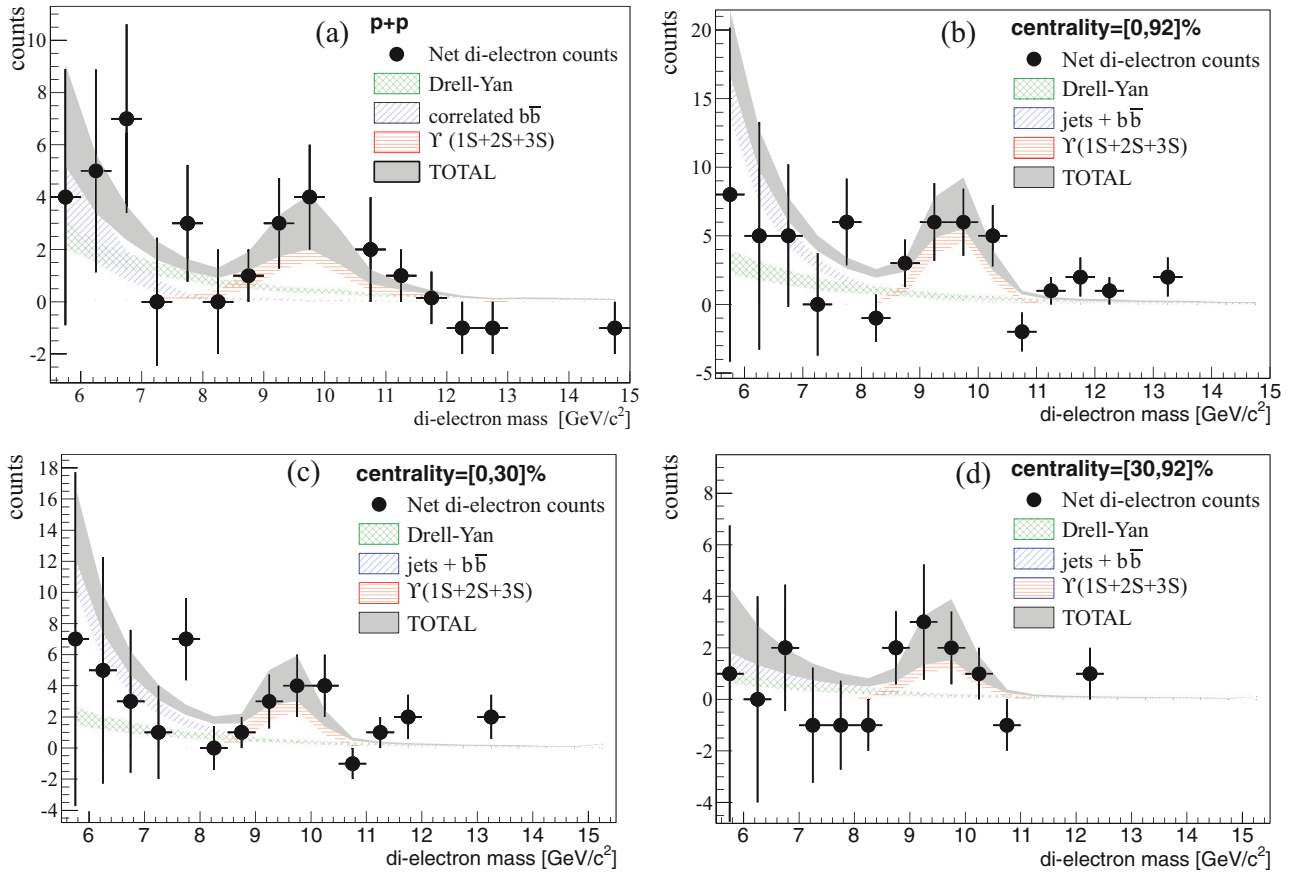 counts
(a)
p+p
Net di-electron counts
Drell-Yan
correlated bb̅
ϒ (1S+2S+3S)
TOTAL
10
8
6
4
2
0
-2
6 7 8 9 10 11 12 13 14 15
di-electron mass [GeV/c²]
counts
(b)
centrality=[0,92]%
Net di-electron counts
Drell-Yan
jets + bb̅
ϒ(1S+2S+3S)
TOTAL
20
15
10
5
0
-5
6 7 8 9 10 11 12 13 14 15
di-electron mass [GeV/c²]
counts
(c)
centrality=[0,30]%
Net di-electron counts
Drell-Yan
jets + bb̅
ϒ(1S+2S+3S)
TOTAL
18
16
14
12
10
8
6
4
2
0
-2
-4
6 7 8 9 10 11 12 13 14 15
di-electron mass [GeV/c²]
counts
(d)
centrality=[30,92]%
Net di-electron counts
Drell-Yan
jets + bb̅
ϒ(1S+2S+3S)
TOTAL
8
6
4
2
0
-2
-4
6 7 8 9 10 11 12 13 14 15
di-electron mass [GeV/c²]